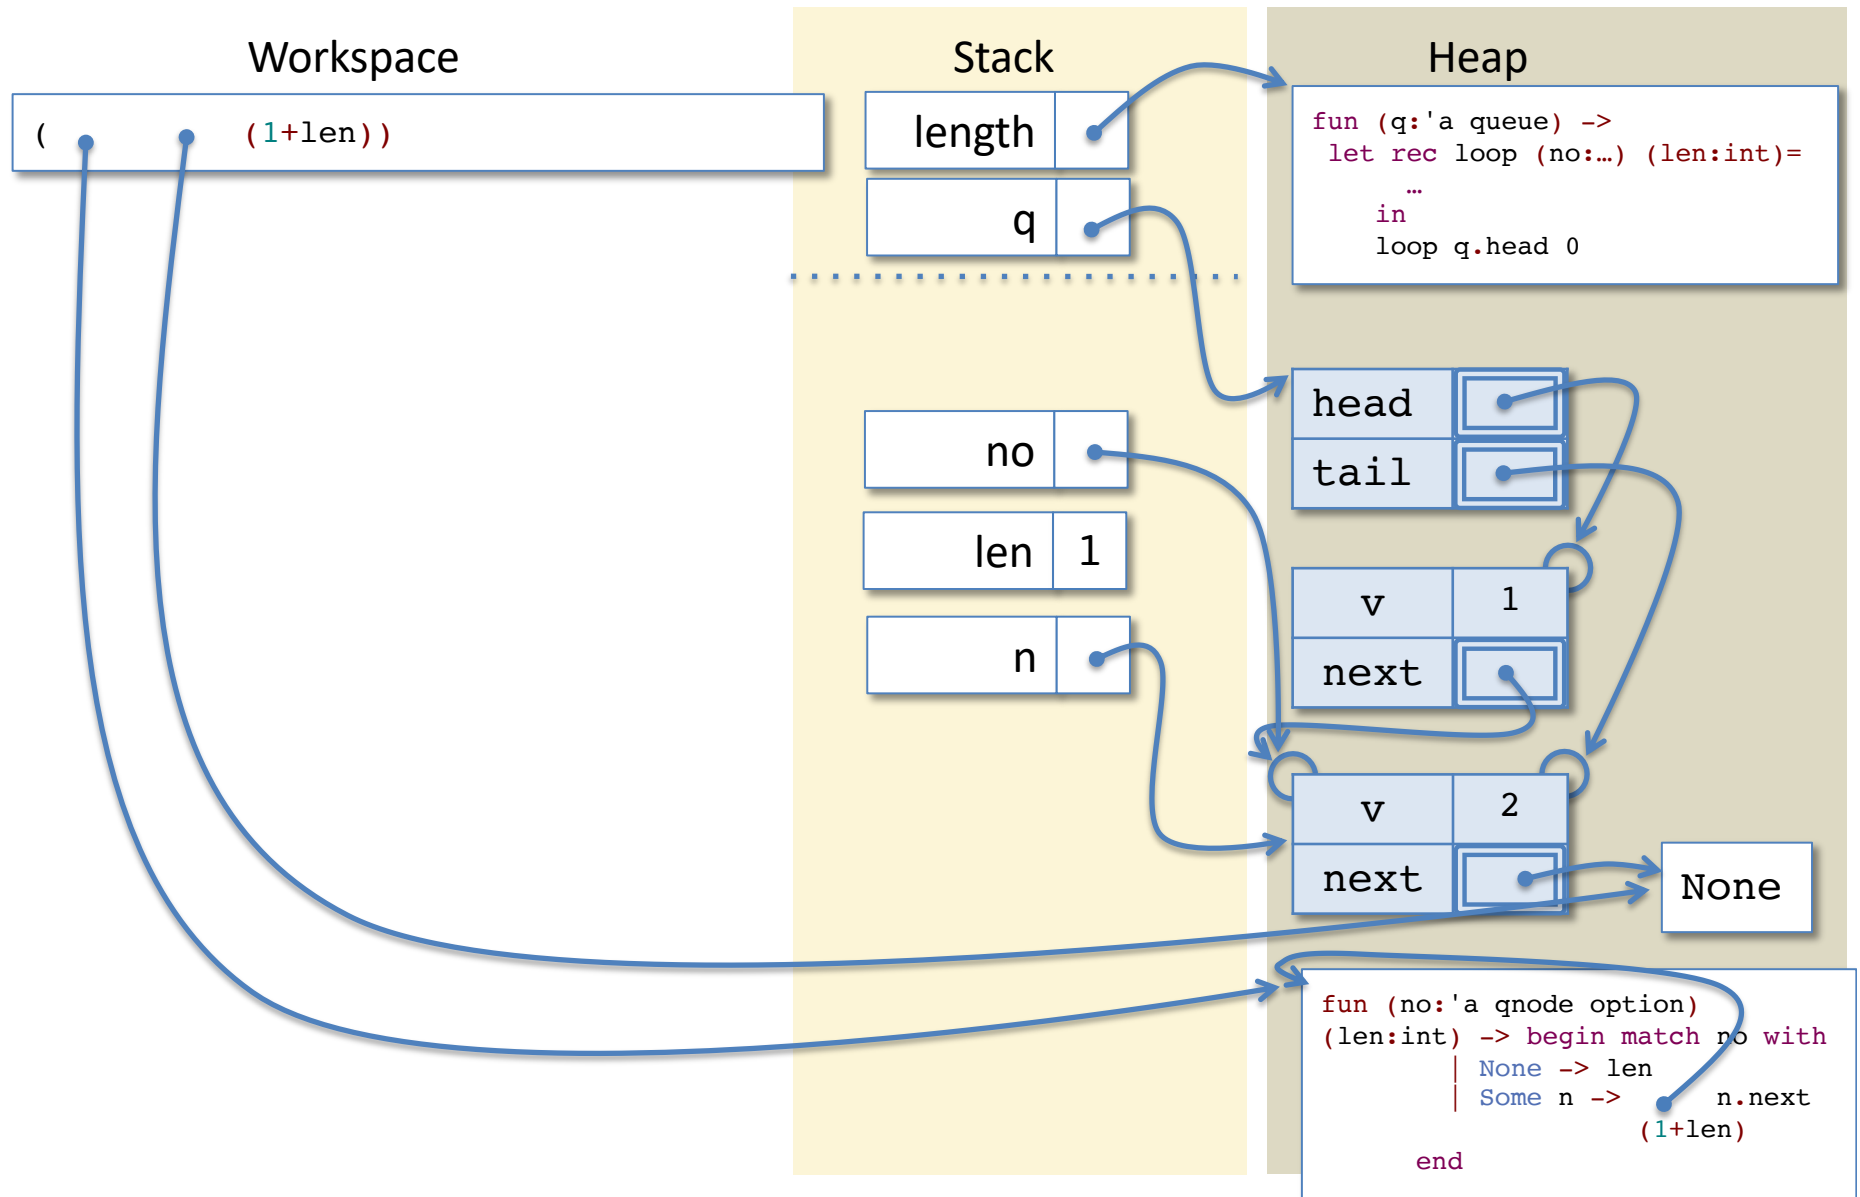 Workspace
( (1+len))
Stack
length
q
no
len 1
n
Heap
fun (q:'a queue) ->
let rec loop (no:…) (len:int)=
…
in
loop q.head 0
head
tail
v 1
next
v 2
next
None
fun (no:'a qnode option)
(len:int) -> begin match no with
| None -> len
| Some n -> n.next
(1+len)
end